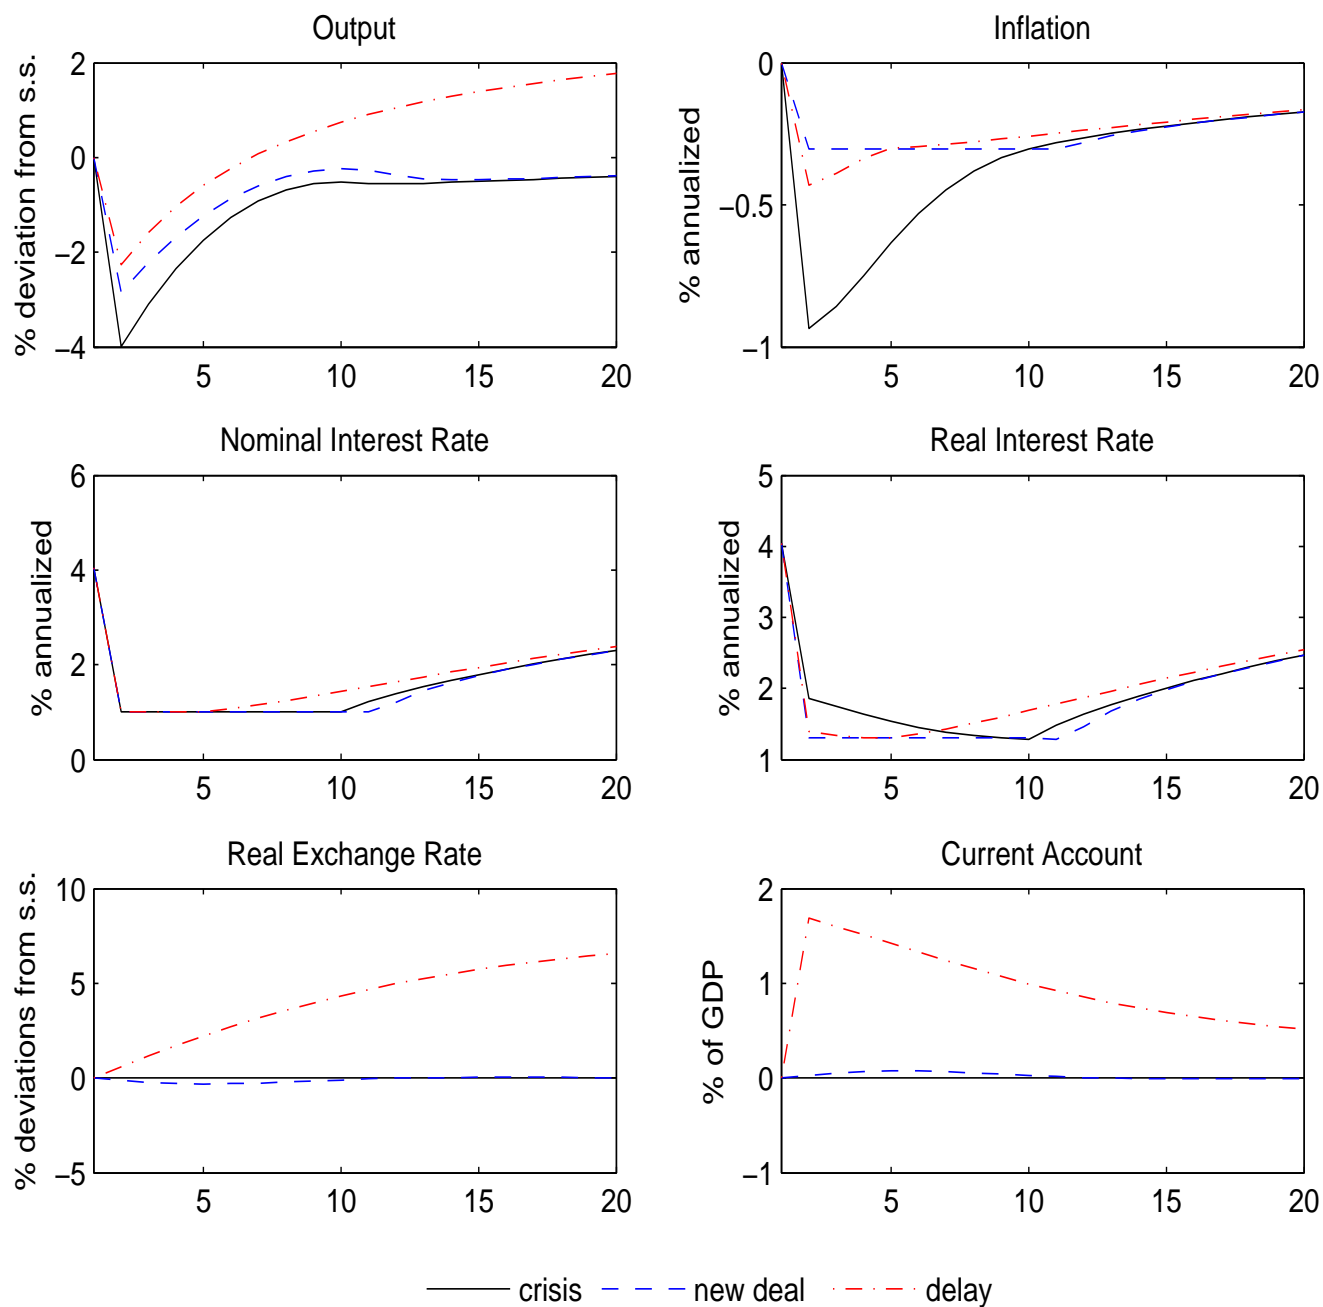 Output
% deviation from s.s.
2
0
−2
−4
5 10 15 20
Inflation
% annualized
0
−0.5
−1
5 10 15 20
Nominal Interest Rate
% annualized
6
4
2
0
5 10 15 20
Real Interest Rate
% annualized
5
4
3
2
1
5 10 15 20
Real Exchange Rate
% deviations from s.s.
10
5
0
−5
5 10 15 20
Current Account
% of GDP
2
1
0
−1
5 10 15 20
crisis new deal delay